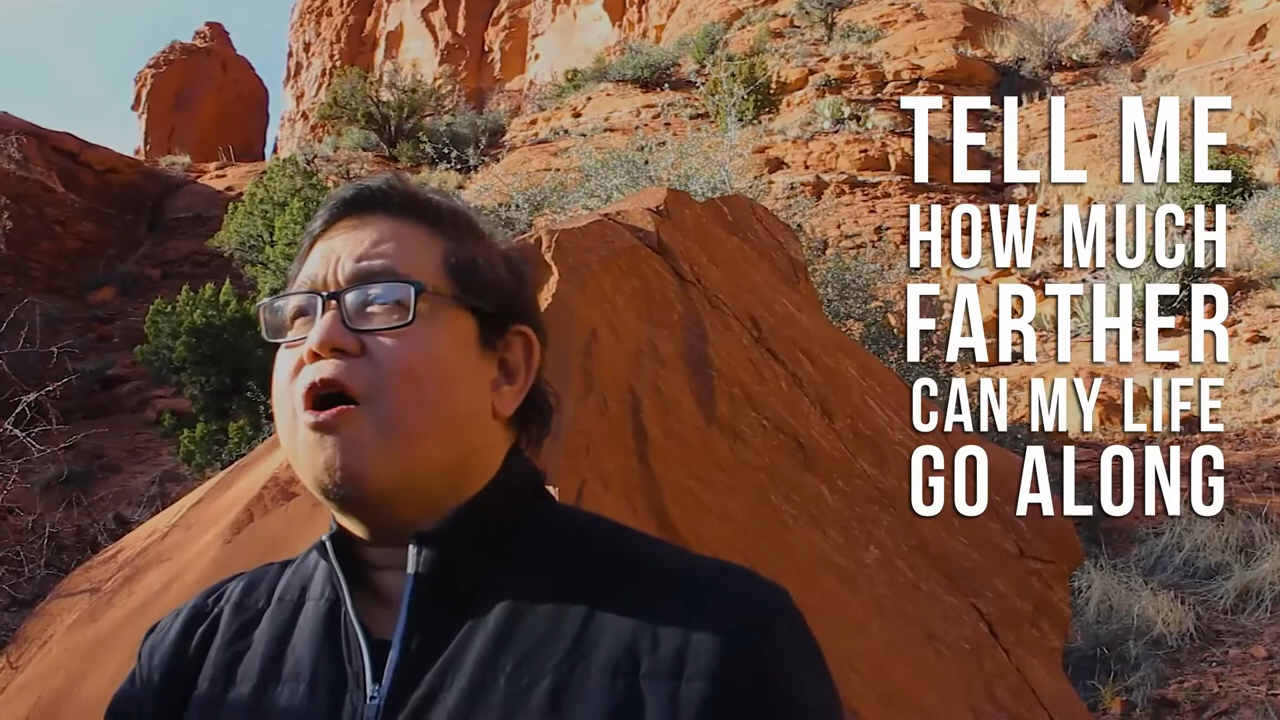 TELL ME
HOW MUCH
FARTHER
CAN MY LIFE
GO ALONG